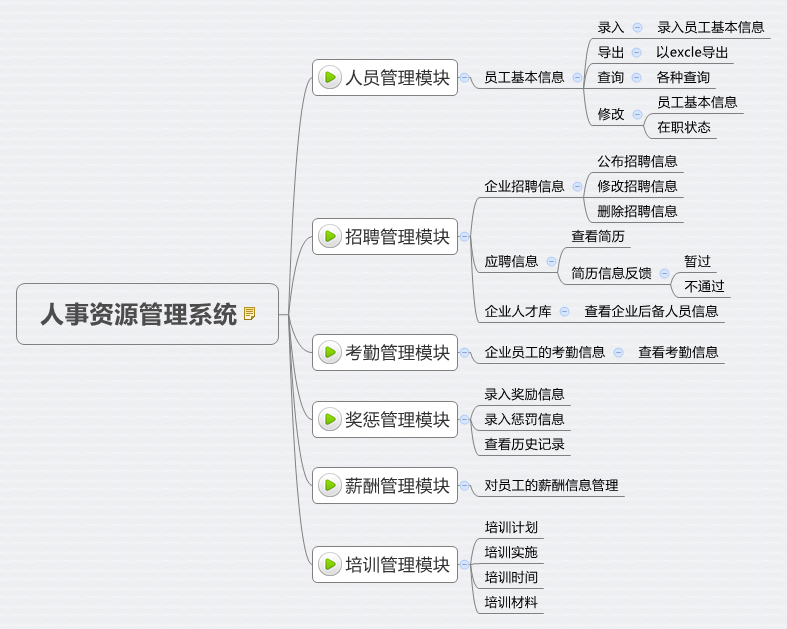 人事资源管理系统
人员管理模块
员工基本信息
录入
录入员工基本信息
导出
以excle导出
查询
各种查询
修改
员工基本信息
在职状态
招聘管理模块
企业招聘信息
公布招聘信息
修改招聘信息
删除招聘信息
应聘信息
查看简历
简历信息反馈
暂过
不通过
企业人才库
查看企业后备人员信息
考勤管理模块
企业员工的考勤信息
查看考勤信息
奖惩管理模块
录入奖励信息
录入惩罚信息
查看历史记录
薪酬管理模块
对员工的薪酬信息管理
培训管理模块
培训计划
培训实施
培训时间
培训材料